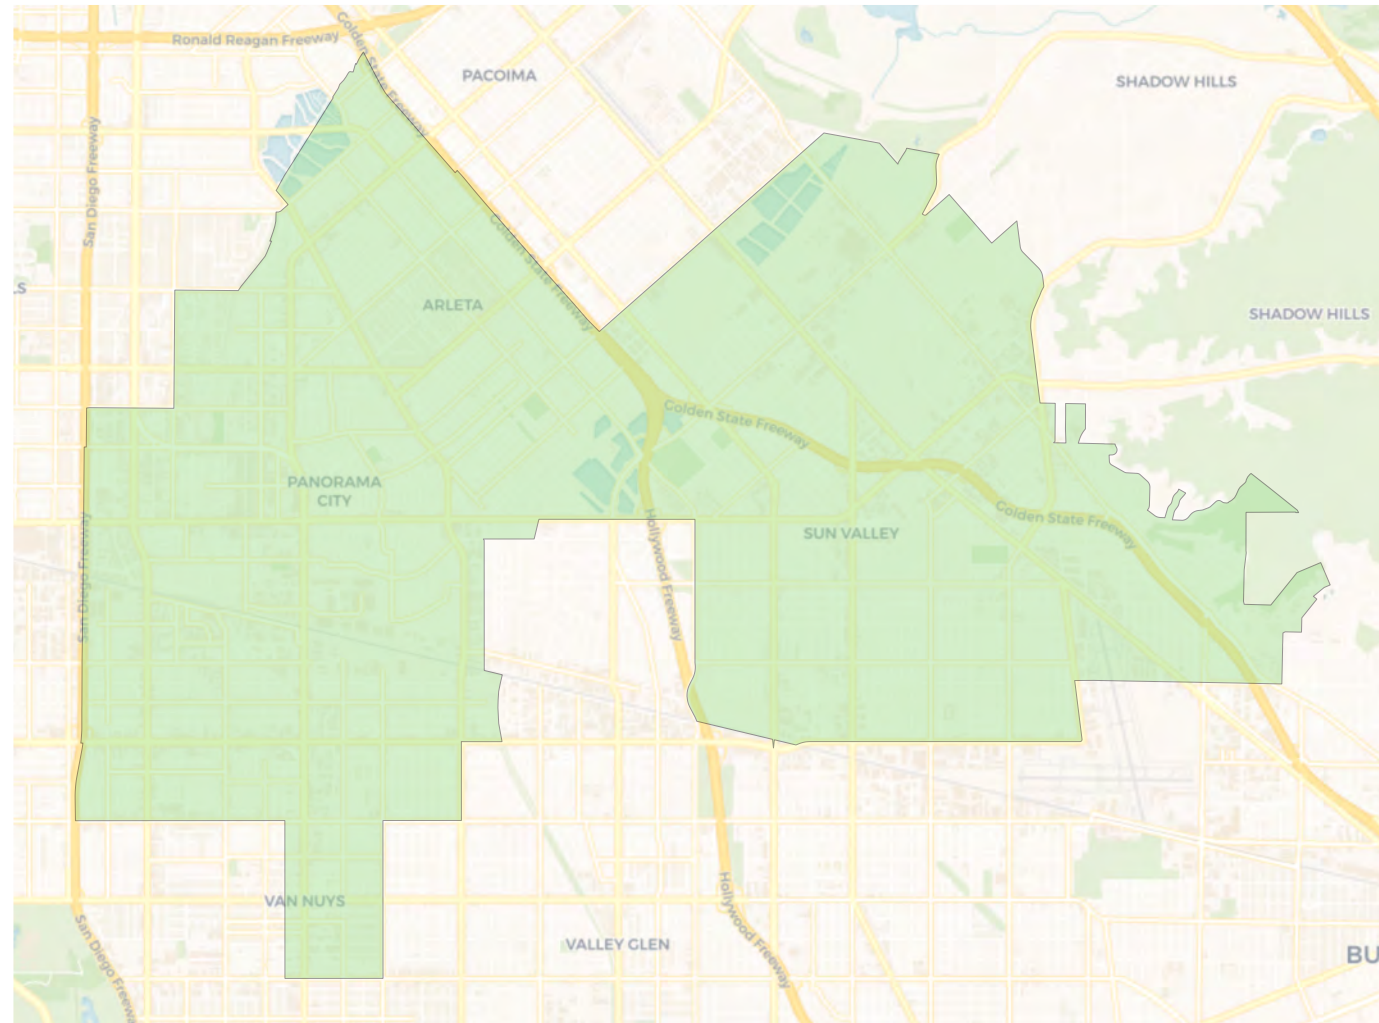 Ronald Reagan Freeway
Golden State Freeway
PACOIMA
SHADOW HILLS
San Diego Freeway
Golden State Freeway
LS
ARLETA
SHADOW HILLS
Golden State Freeway
PANORAMA
CITY
Golden State Freeway
SUN VALLEY
San Diego Freeway
Hollywood Freeway
VAN NUYS
Hollywood Freeway
San Diego Freeway
VALLEY GLEN
BU